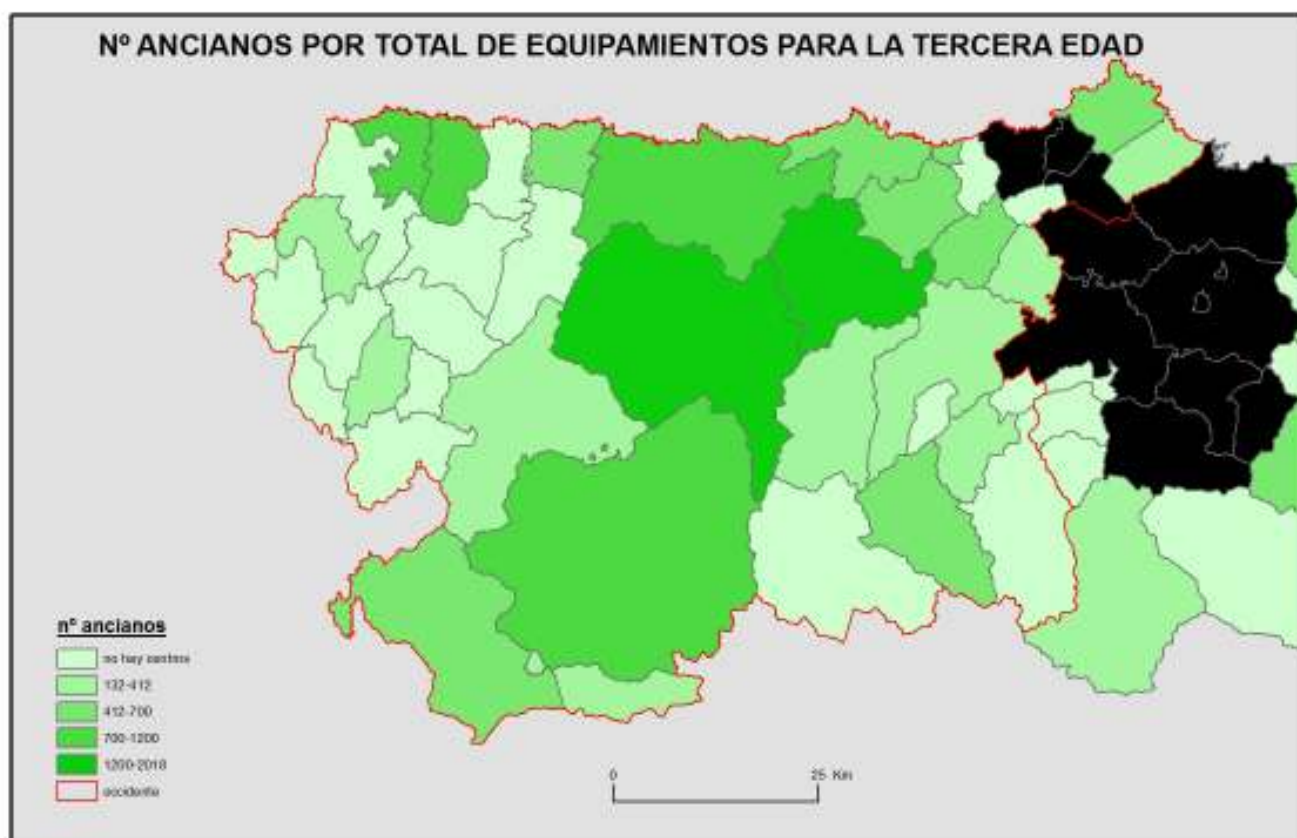 Nº ANCIANOS POR TOTAL DE EQUIPAMIENTOS PARA LA TERCERA EDAD
nº ancianos
no hay centros
132-412
412-700
700-1200
1200-2018
occidente
0 25 Km